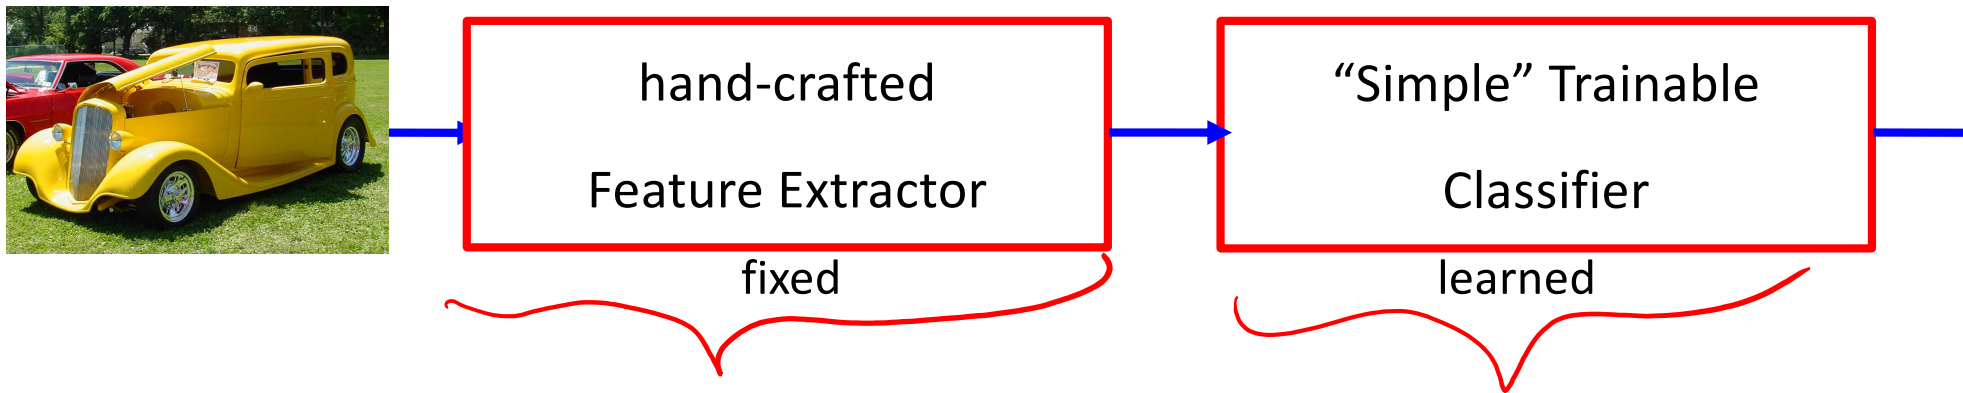 hand-crafted
Feature Extractor
fixed
“Simple” Trainable
Classifier
learned